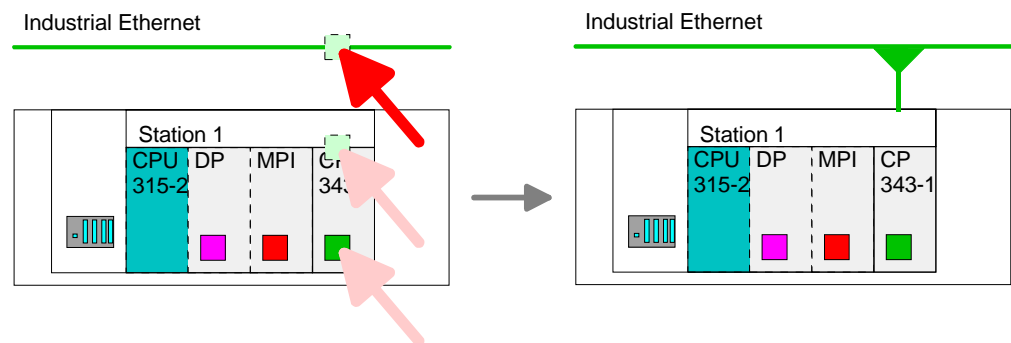 Industrial Ethernet
Station 1
CPU DP MPI
315-2
Industrial Ethernet
Station 1
CPU DP MPI CP
315-2 343-1